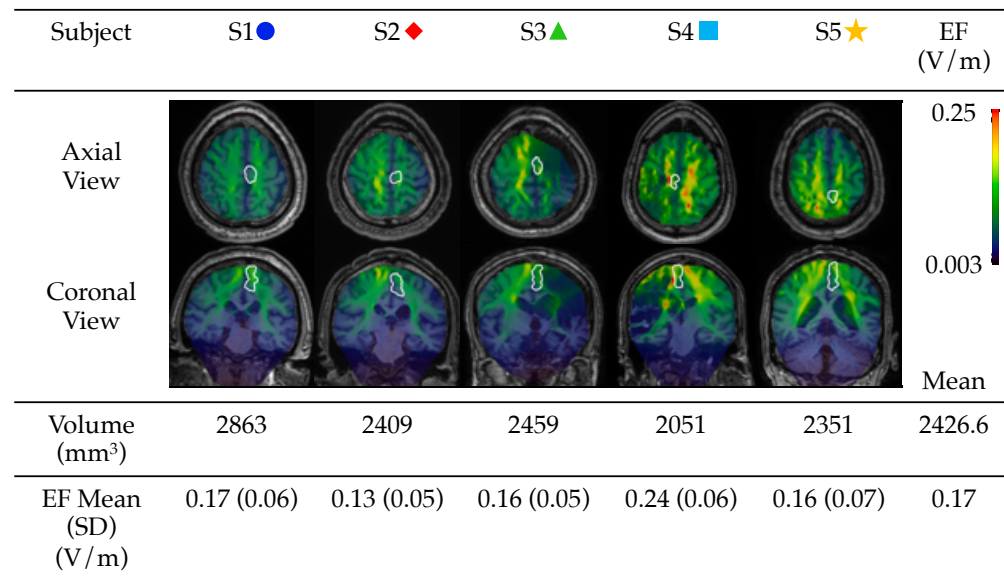 Subject S1 S2 S3 S4 S5 EF
(V/m)
Axial
View
0.25
0.003
Coronal
View
Mean
Volume 2863 2409 2459 2051 2351 2426.6
(mm³)
EF Mean 0.17 (0.06) 0.13 (0.05) 0.16 (0.05) 0.24 (0.06) 0.16 (0.07) 0.17
(SD)
(V/m)